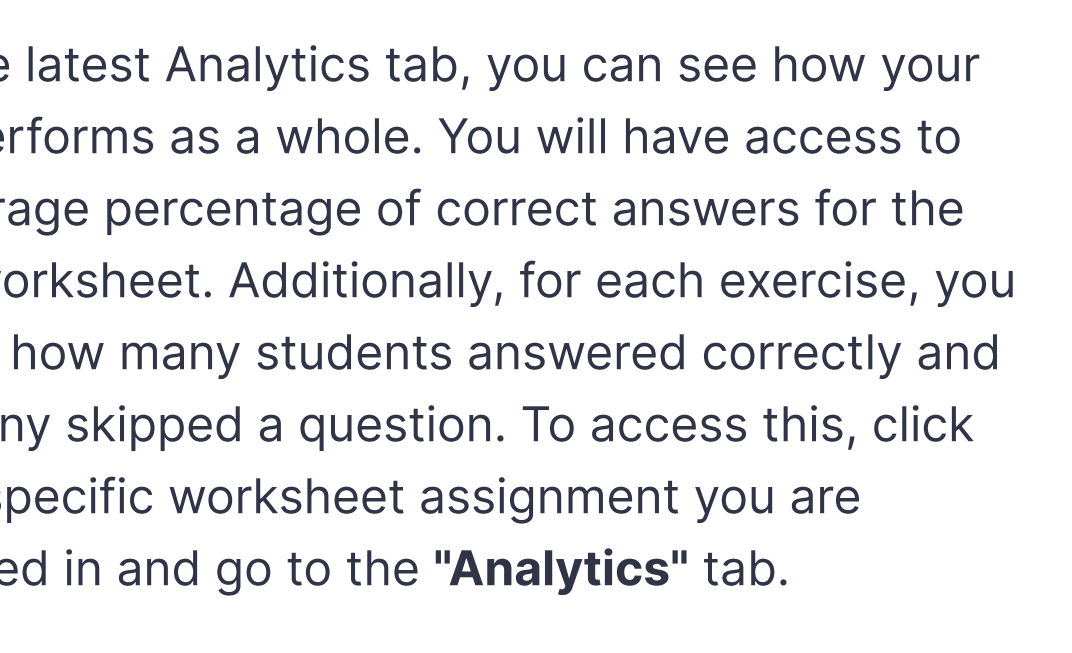 latest Analytics tab, you can see how your
erforms as a whole. You will have access to
rage percentage of correct answers for the
orksheet. Additionally, for each exercise, you
how many students answered correctly and
ny skipped a question. To access this, click
specific worksheet assignment you are
ed in and go to the "Analytics" tab.